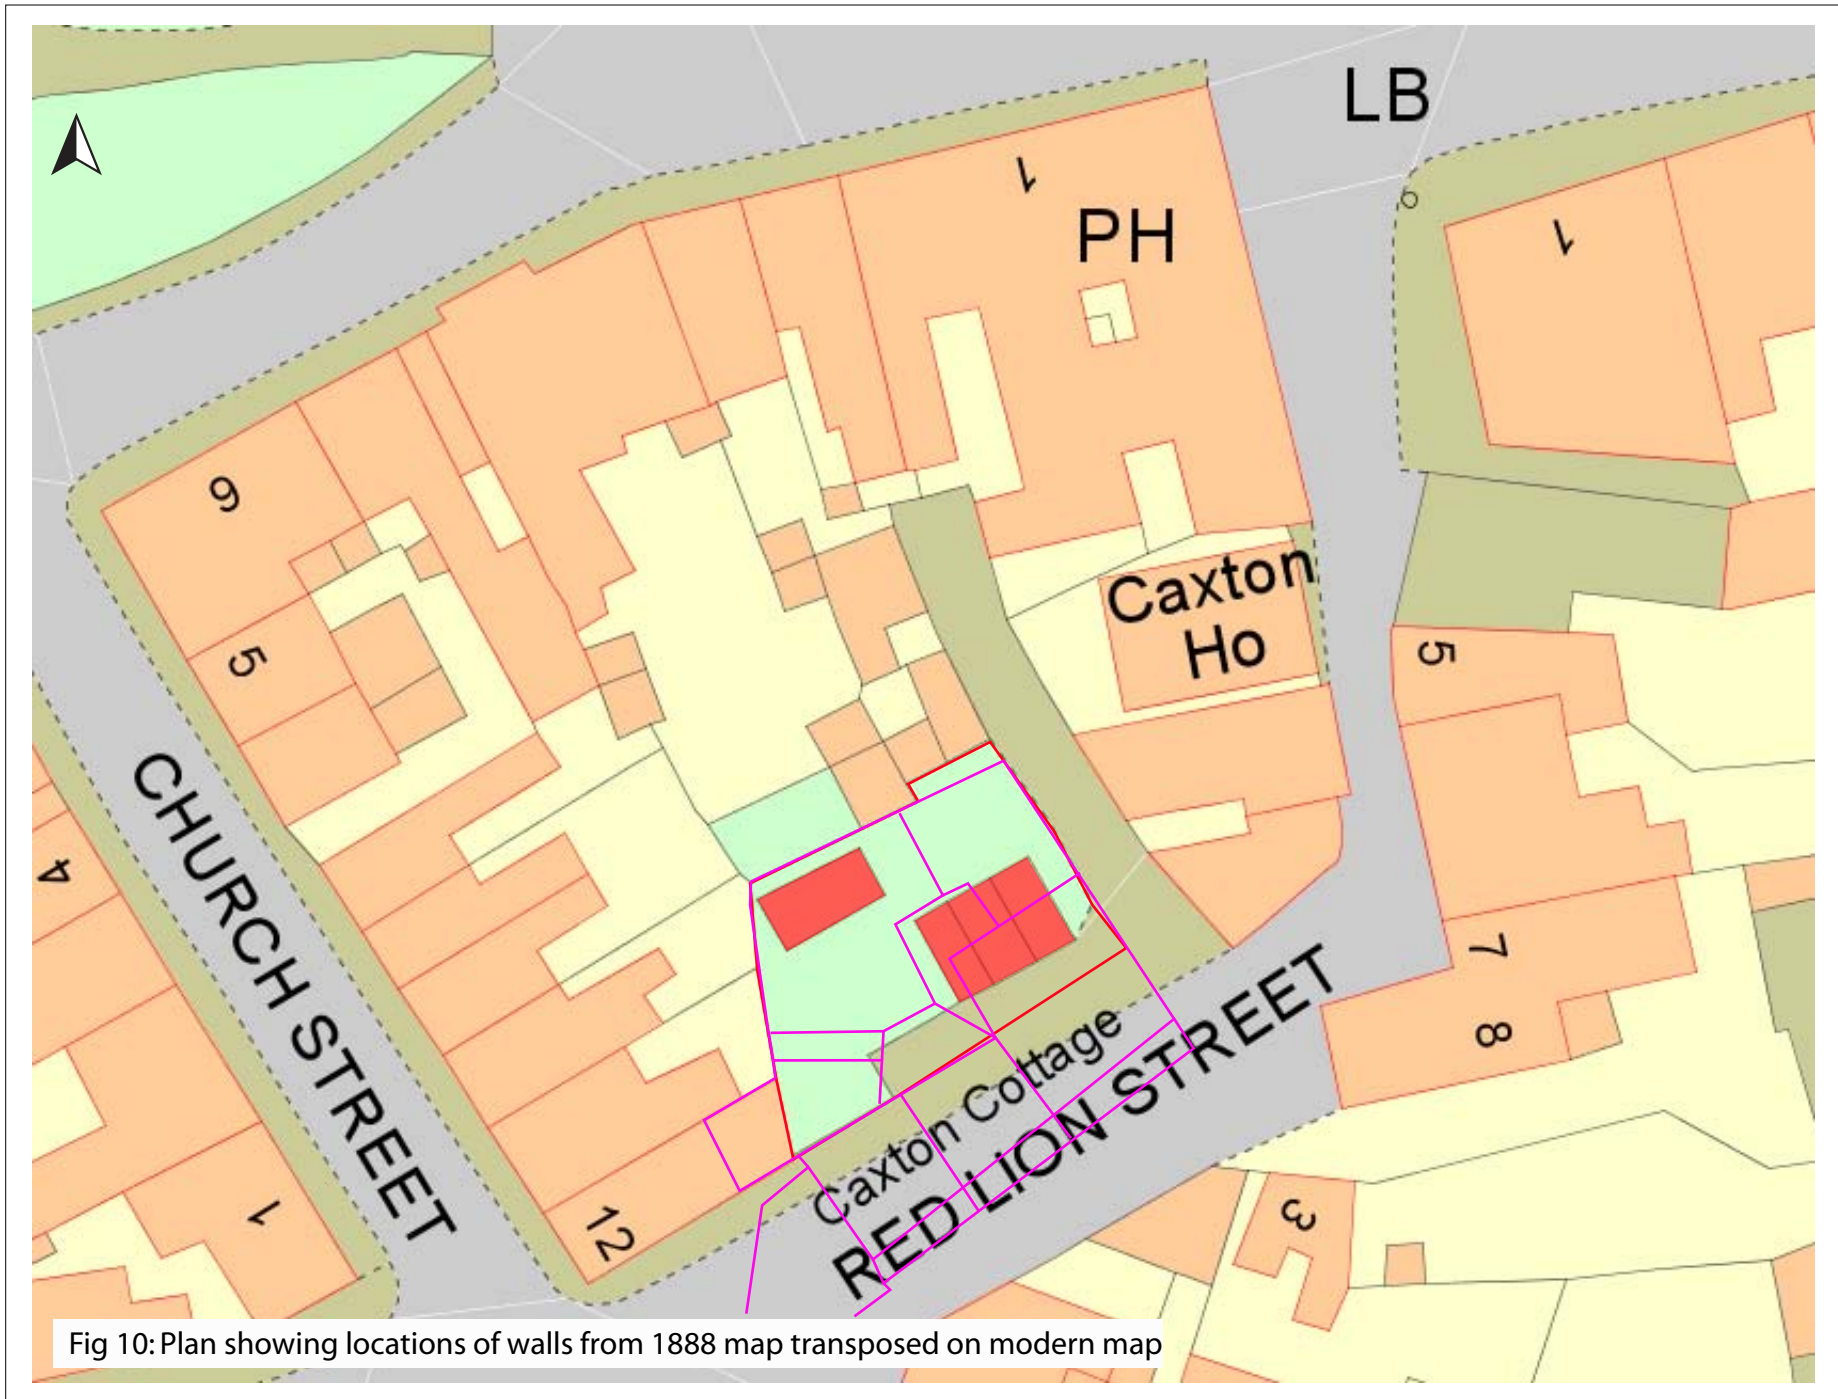 LB
1
PH
1
9
Caxton
Ho
5
5
CHURCH STREET
4
7
8
Caxton Cottage
RED LION STREET
1
12
3
Fig 10: Plan showing locations of walls from 1888 map transposed on modern map